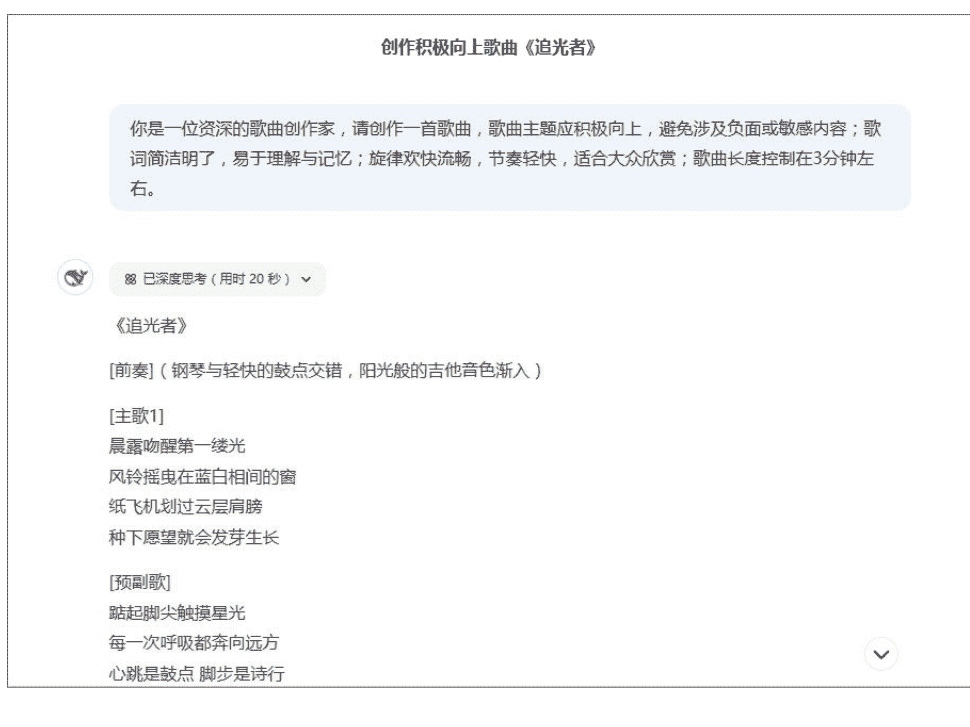 创作积极向上歌曲《追光者》
你是一位资深的歌曲创作家，请创作一首歌曲，歌曲主题应积极向上，避免涉及负面或敏感内容；歌
词简洁明了，易于理解与记忆；旋律欢快流畅，节奏轻快，适合大众欣赏；歌曲长度控制在3分钟左
右。
已深度思考（用时 20 秒）
《追光者》
[前奏]（钢琴与轻快的鼓点交错，阳光般的吉他音色渐入）
[主歌1]
晨露吻醒第一缕光
风铃摇曳在蓝白相间的窗
纸飞机划过云层肩膀
种下愿望就会发芽生长
[预副歌]
踮起脚尖触摸星光
每一次呼吸都奔向远方
心跳是鼓点 脚步是诗行